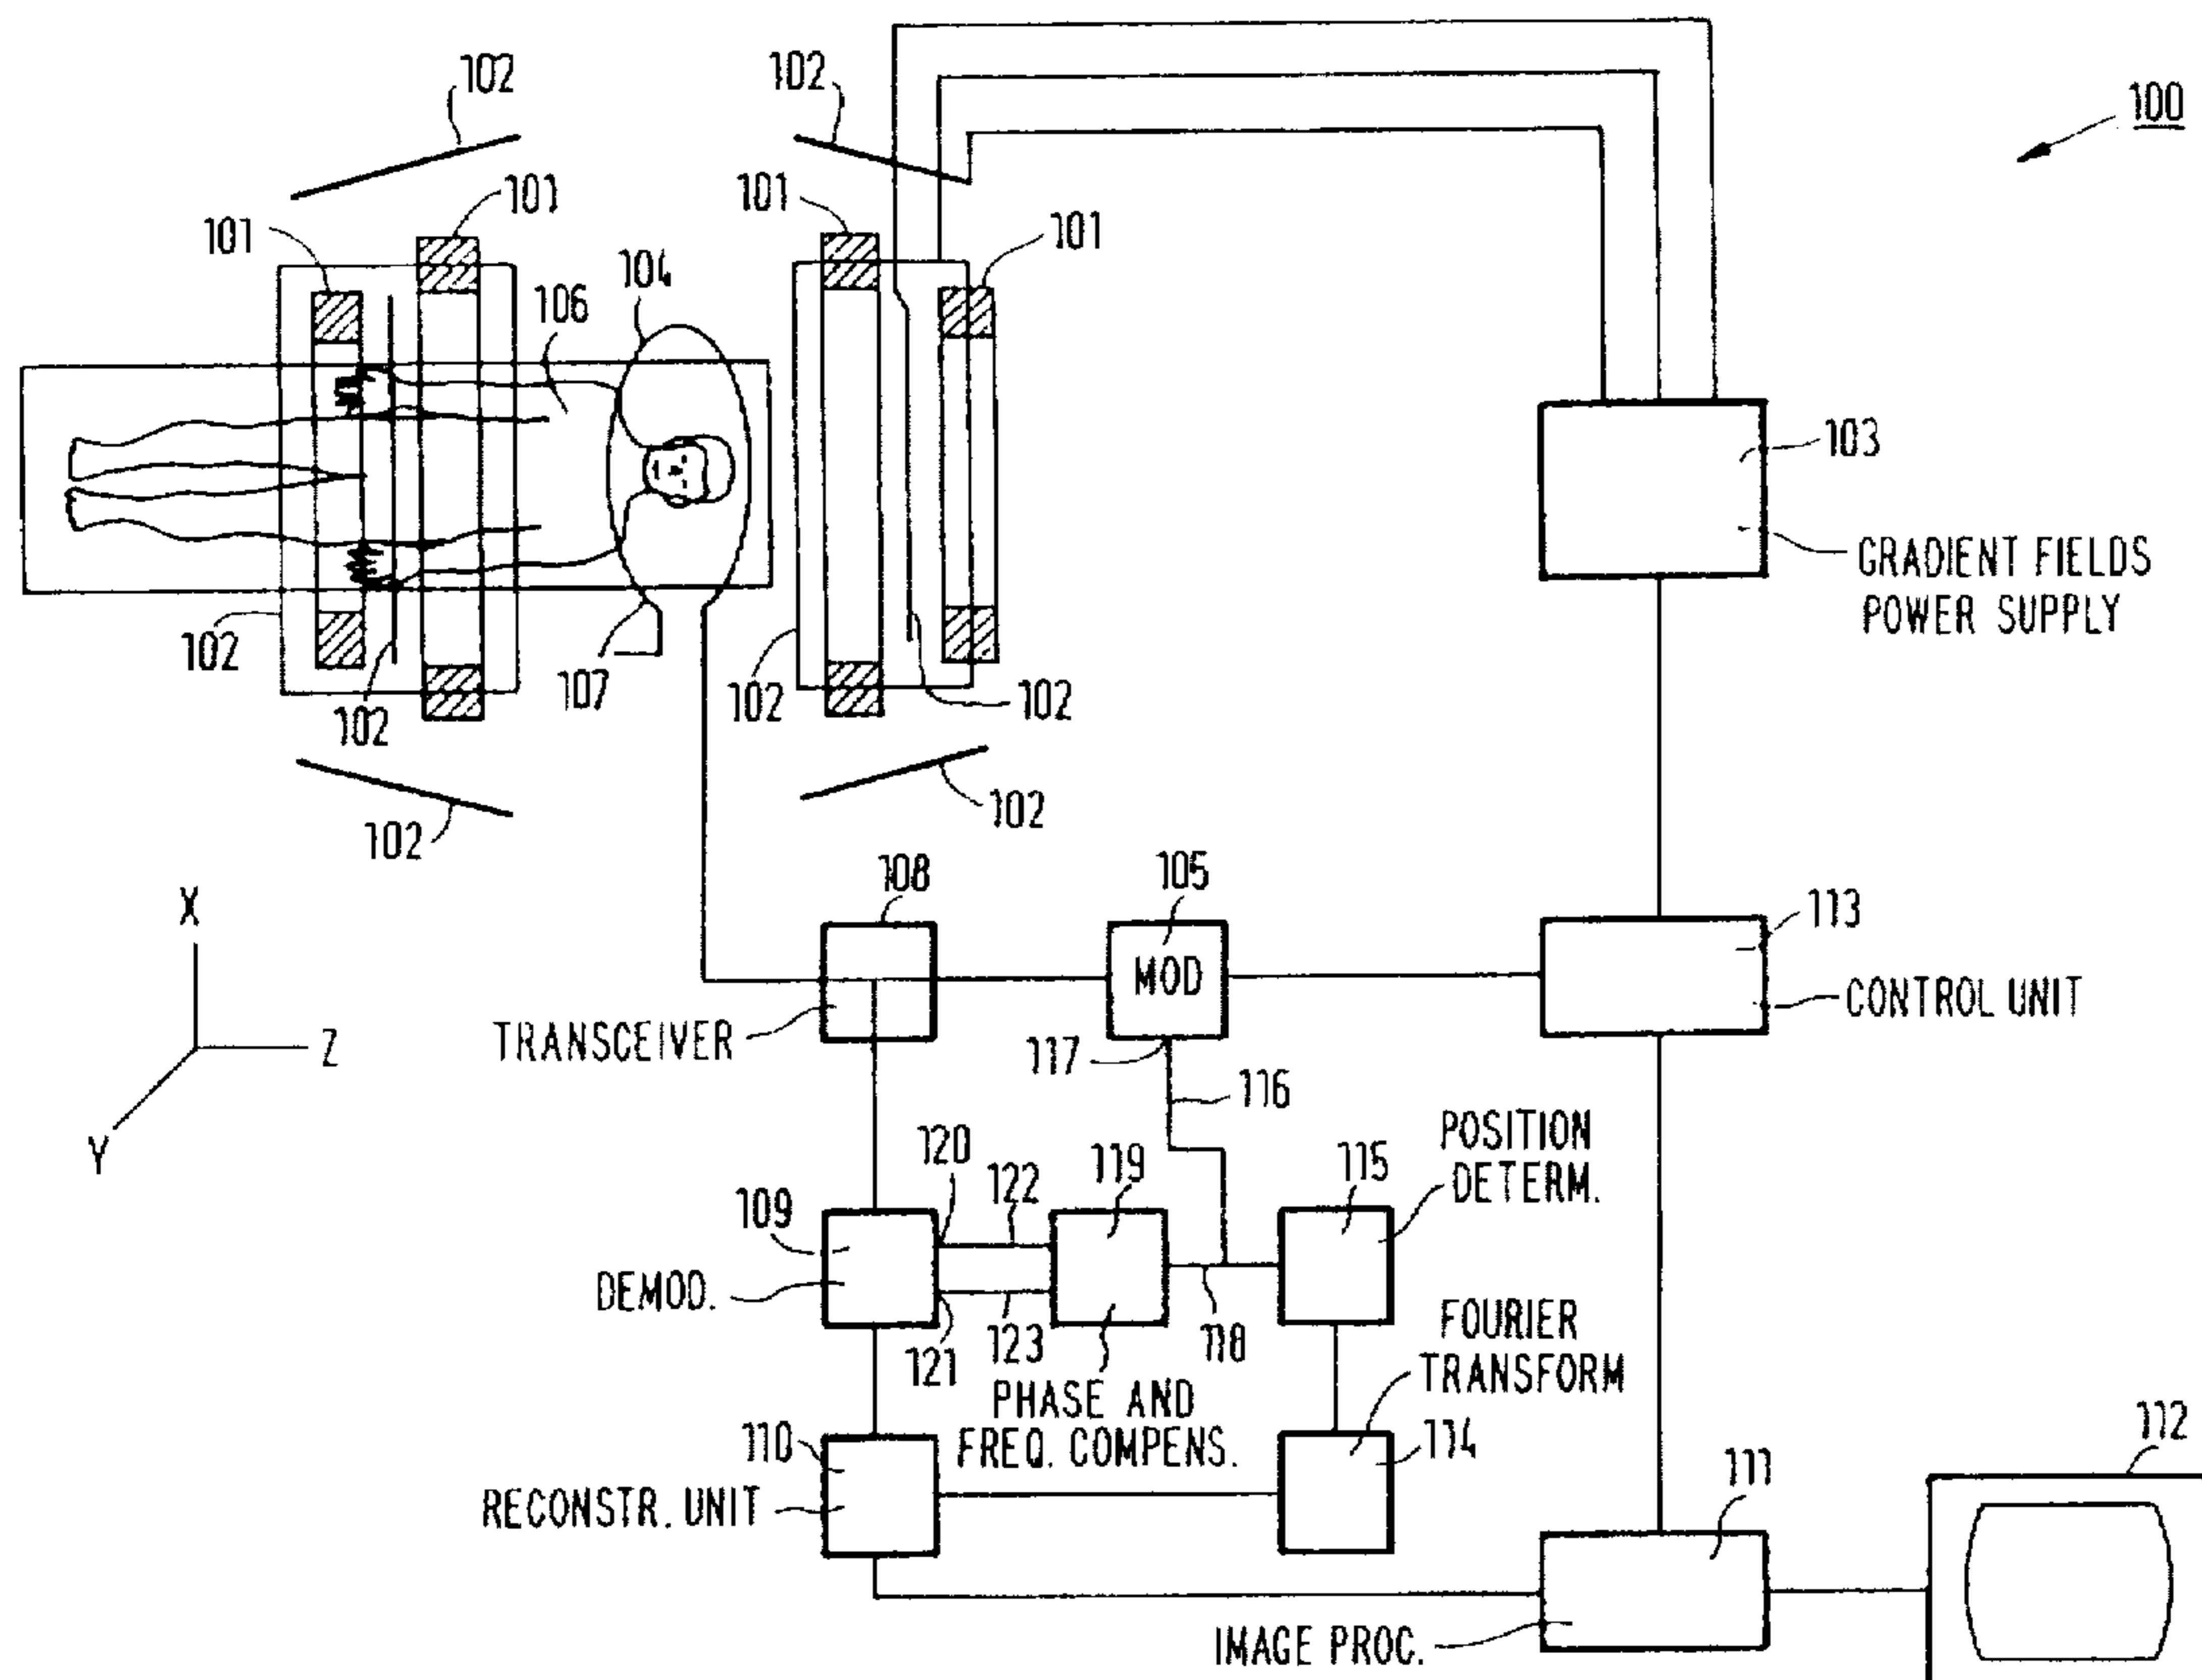 102
102
100
101
101
101
101
104
106
103
GRADIENT FIELDS
POWER SUPPLY
102
102
107
102
102
102
102
108
105
MOD
113
X
Z
Y
TRANSCEIVER
CONTROL UNIT
117
116
POSITION
DETERM.
120
122
119
115
109
DEMOD.
121
123
118
FOURIER
TRANSFORM
PHASE AND
FREQ. COMPENS.
110
114
RECONSTR. UNIT
111
112
IMAGE PROC.